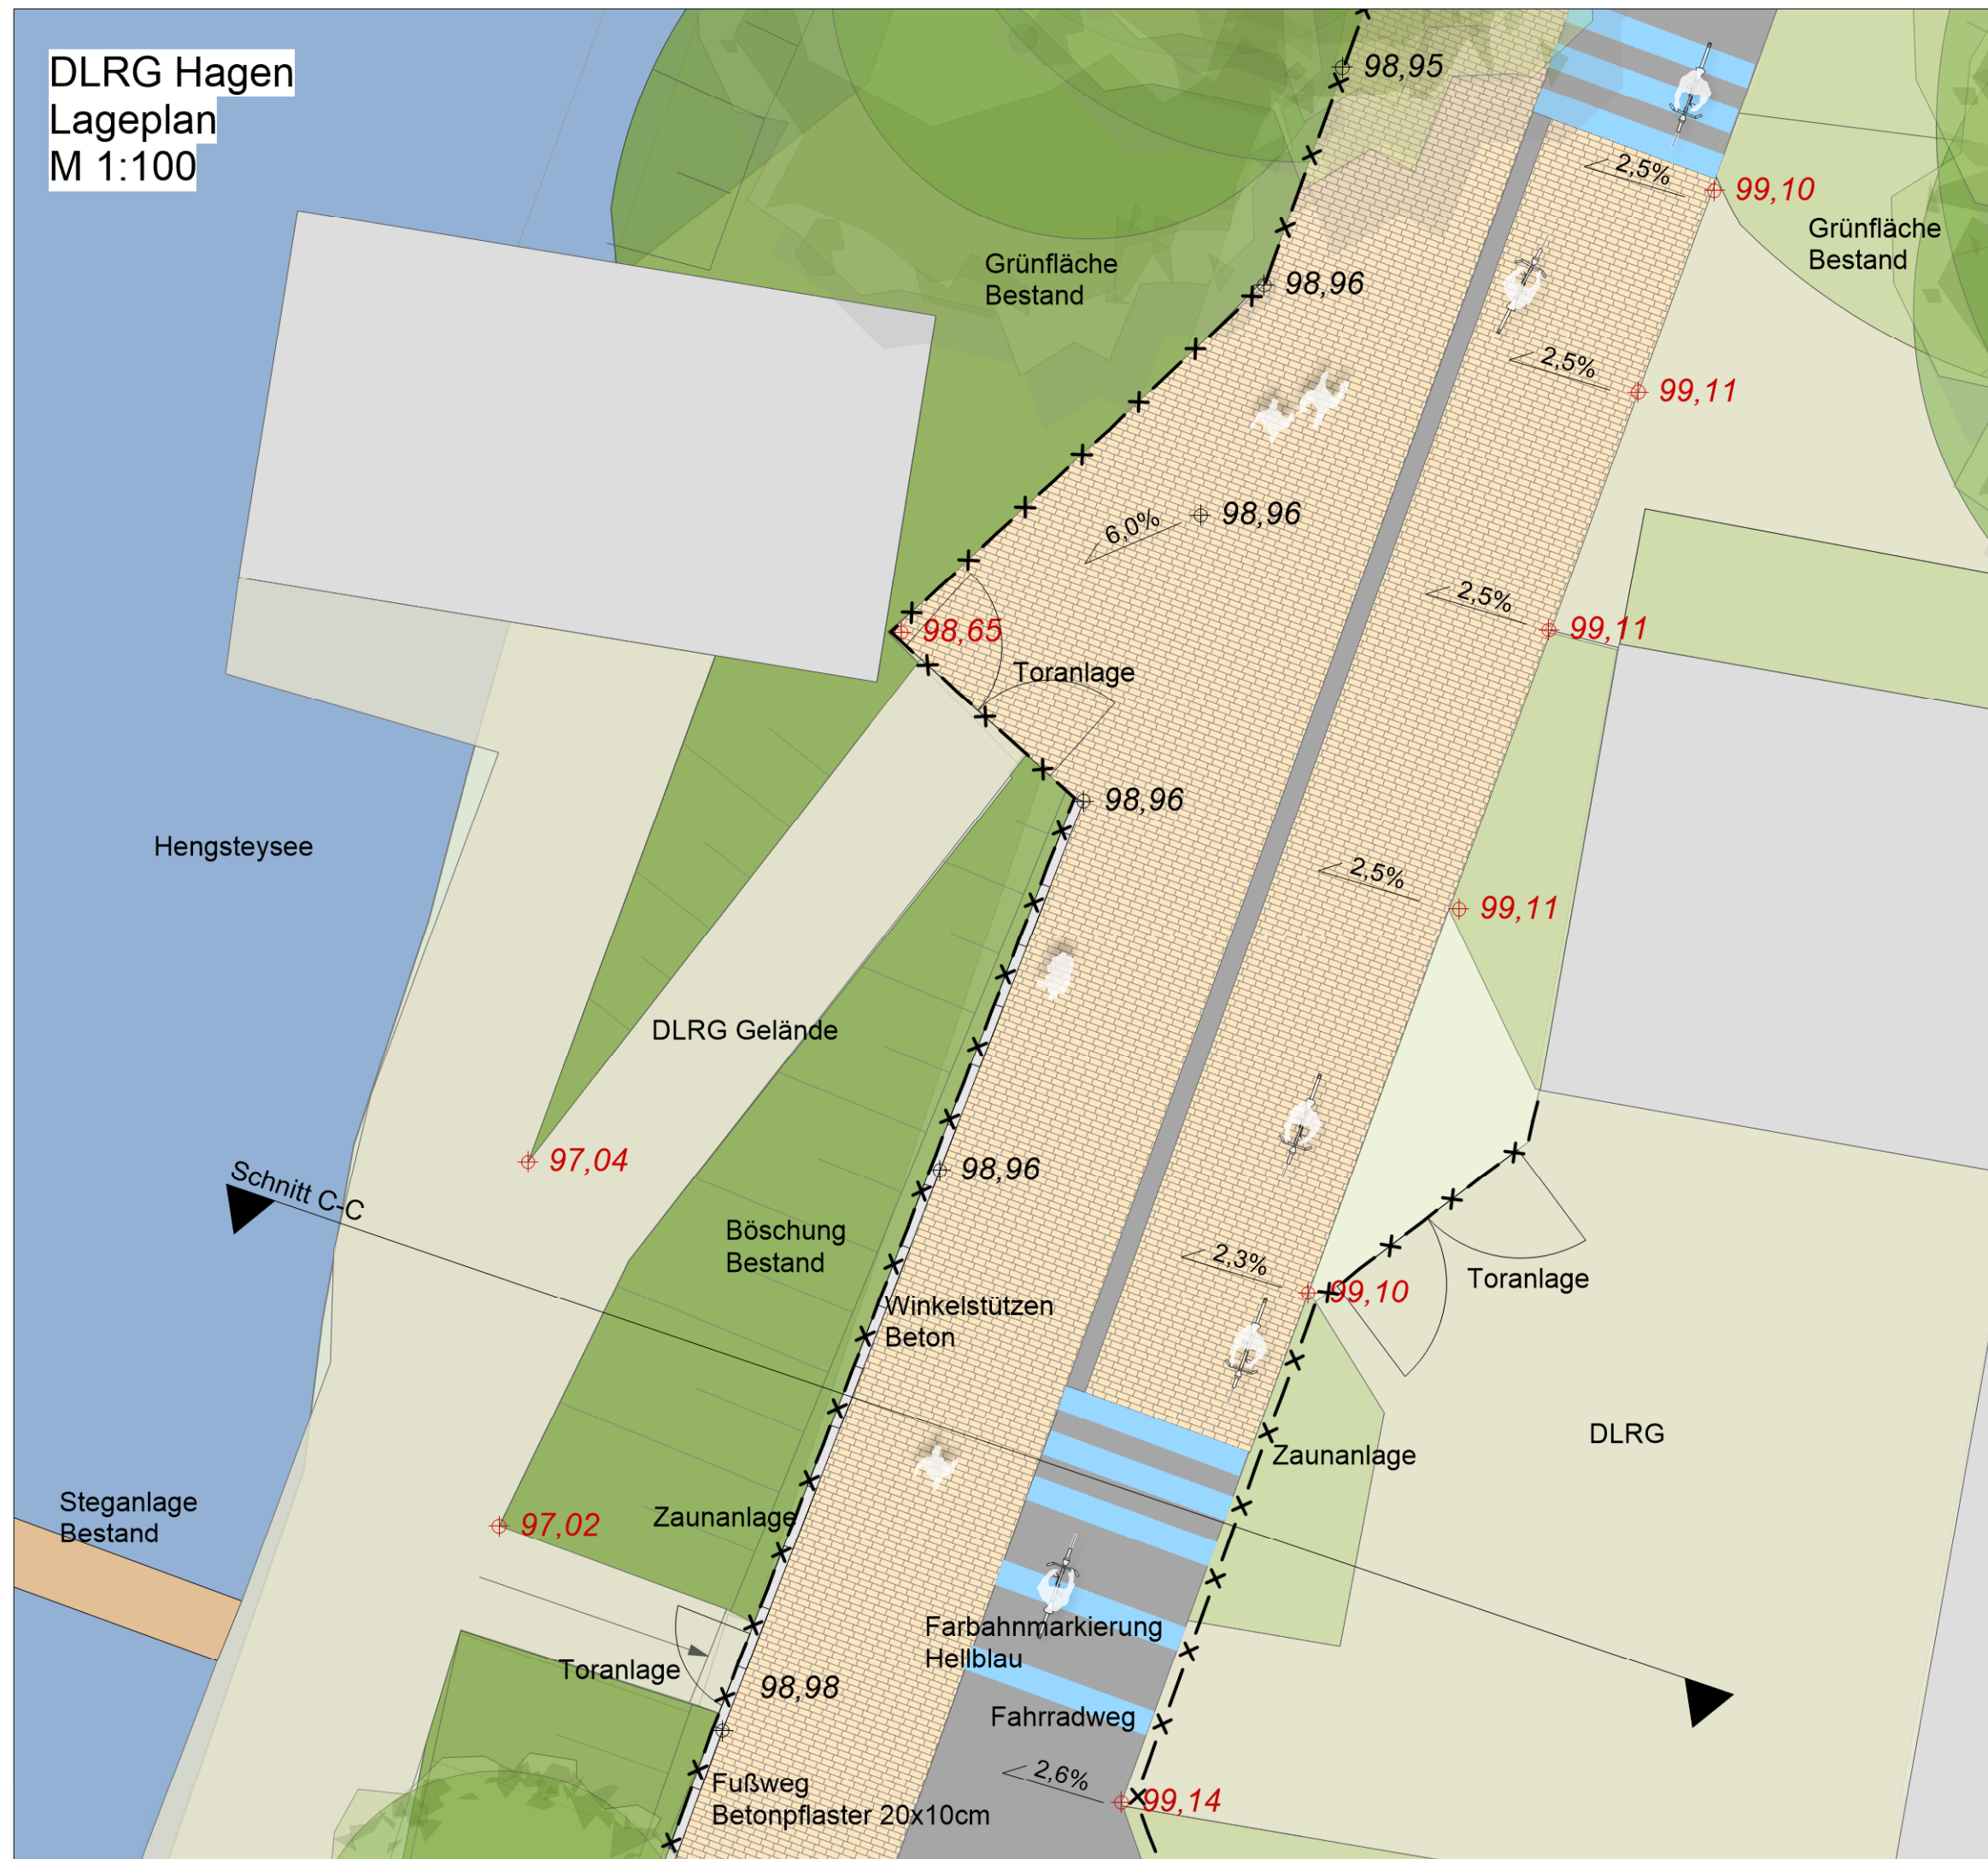 DLRG Hagen
Lageplan
M 1:100
98,95
2,5%
99,10
Grünfläche
Bestand
Grünfläche
Bestand
98,96
2,5%
99,11
98,96
6,0%
2,5%
99,11
98,65
Toranlage
98,96
Hengsteysee
2,5%
99,11
DLRG Gelände
97,04
98,96
Schnitt C-C
Böschung
Bestand
2,3%
99,10
Toranlage
Winkelstützen
Beton
DLRG
Zaunanlage
Steganlage
Bestand
97,02
Zaunanlage
Farbahnmarkierung
Hellblau
Toranlage
98,98
Fahrradweg
2,6%
99,14
Fußweg
Betonpflaster 20x10cm